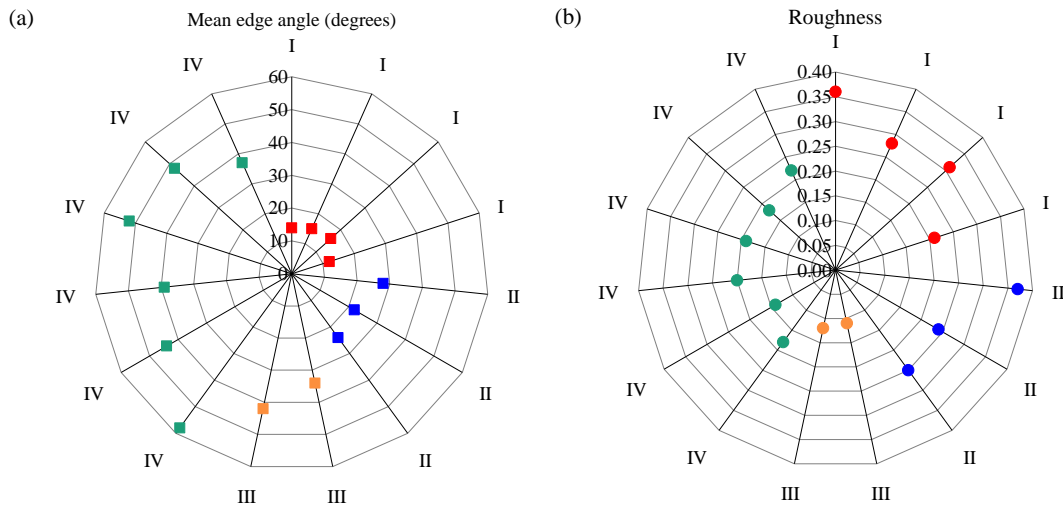 (a)
Mean edge angle (degrees)
I
I
I
I
II
II
II
III
III
IV
IV
IV
IV
IV
IV
60
50
40
30
20
10
0
(b)
Roughness
I
I
I
I
II
II
II
III
III
IV
IV
IV
IV
IV
IV
0.40
0.35
0.30
0.25
0.20
0.15
0.10
0.05
0.00